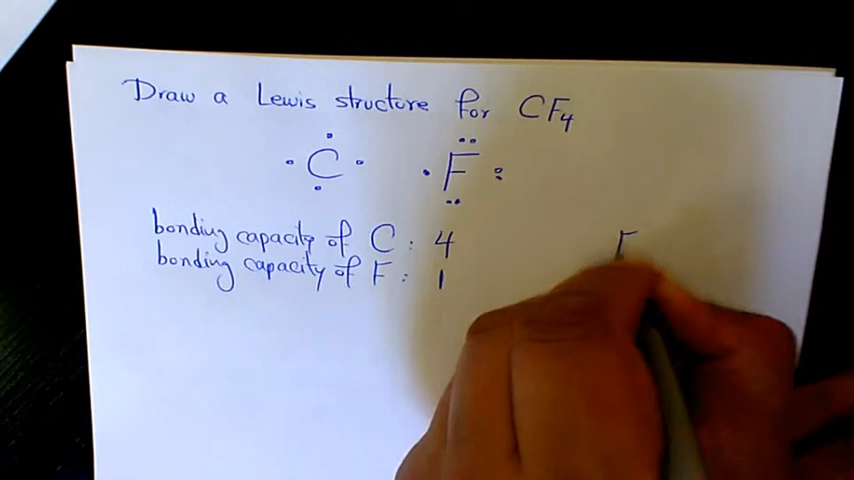 Draw a Lewis structure for CF4
C F
bonding capacity of C : 4
bonding capacity of F : 1
F